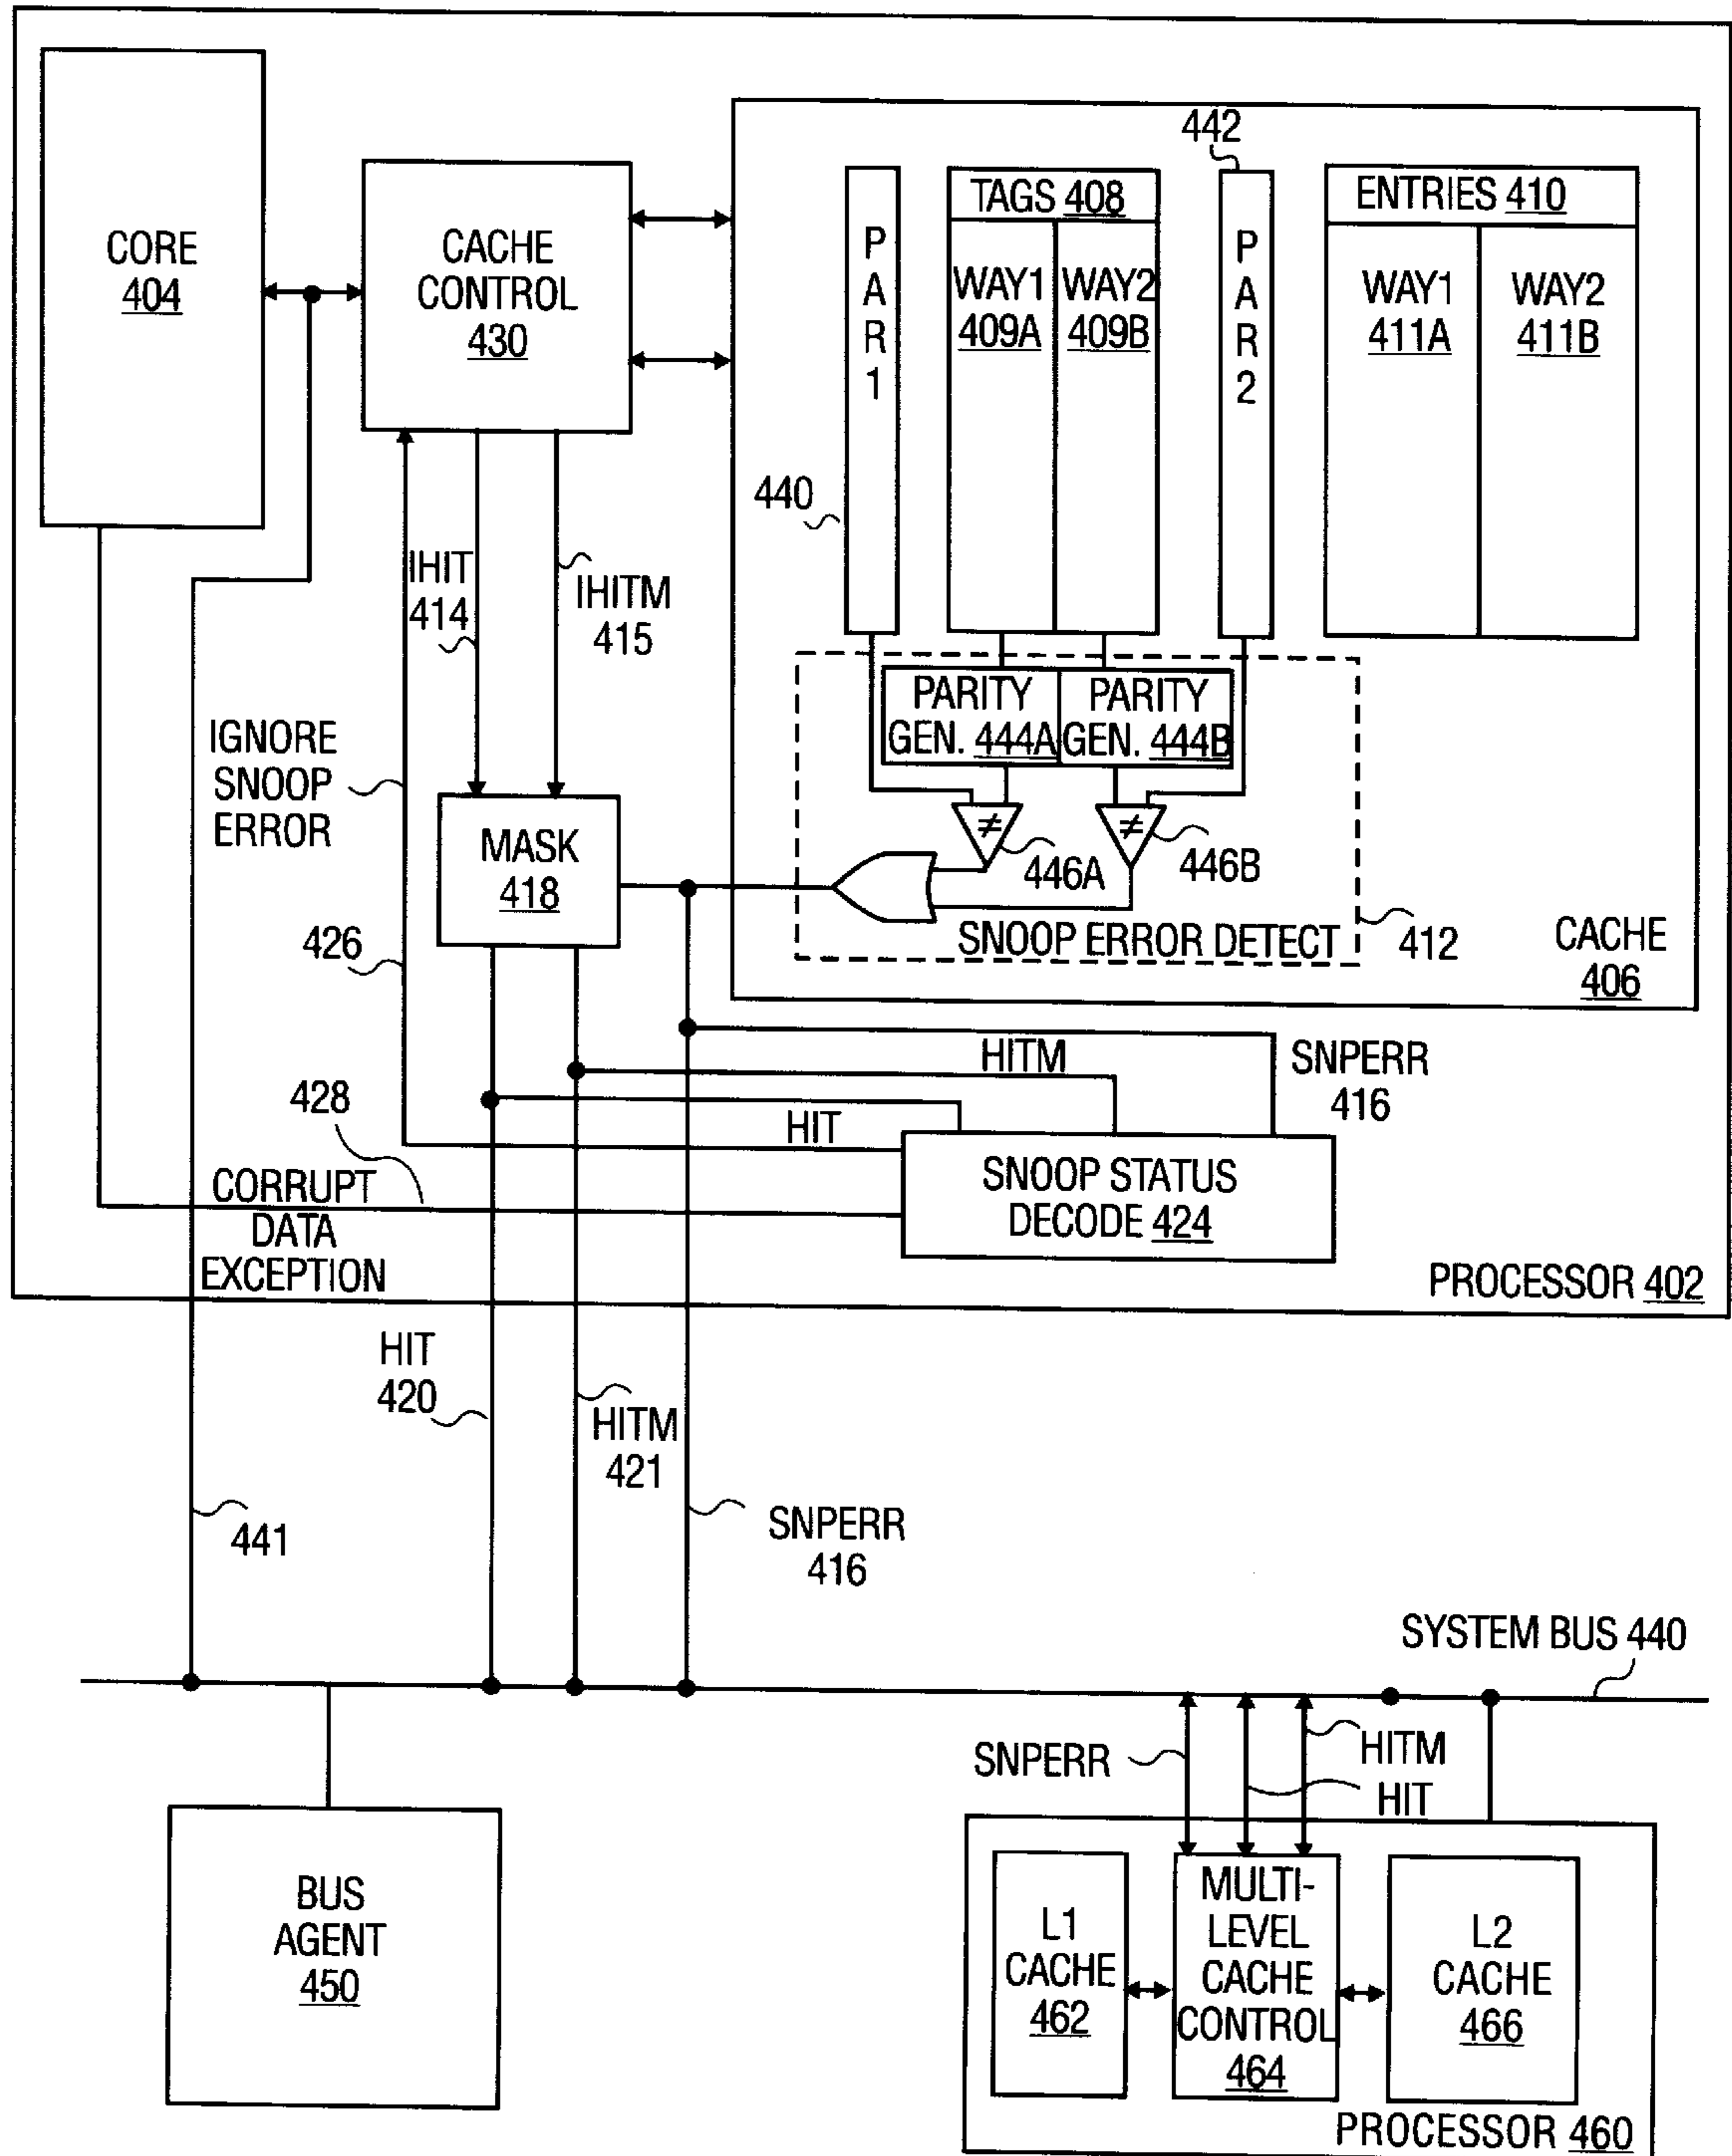 CORE
404
CACHE
CONTROL
430
442
PAR1
TAGS 408
WAY1
409A
WAY2
409B
PAR2
ENTRIES 410
WAY1
411A
WAY2
411B
440
IHIT
414
IHITM
415
IGNORE
SNOOP
ERROR
PARITY
GEN. 444A
PARITY
GEN. 444B
MASK
418
≠
≠
446A
446B
SNOOP ERROR DETECT
412
CACHE
406
426
HITM
SNPERR
416
428
HIT
SNOOP STATUS
DECODE 424
CORRUPT
DATA
EXCEPTION
PROCESSOR 402
HIT
420
HITM
421
441
SNPERR
416
SYSTEM BUS 440
SNPERR
HITM
HIT
BUS
AGENT
450
L1
CACHE
462
MULTI-
LEVEL
CACHE
CONTROL
464
L2
CACHE
466
PROCESSOR 460